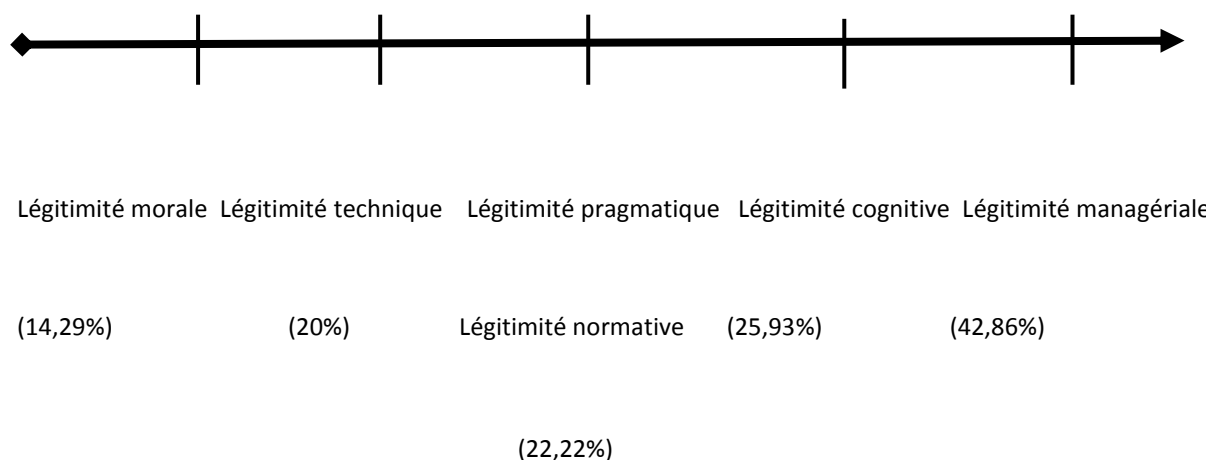 Légitimité morale Légitimité technique Légitimité pragmatique Légitimité cognitive Légitimité managériale
(14,29%) (20%) Légitimité normative (25,93%) (42,86%)
(22,22%)